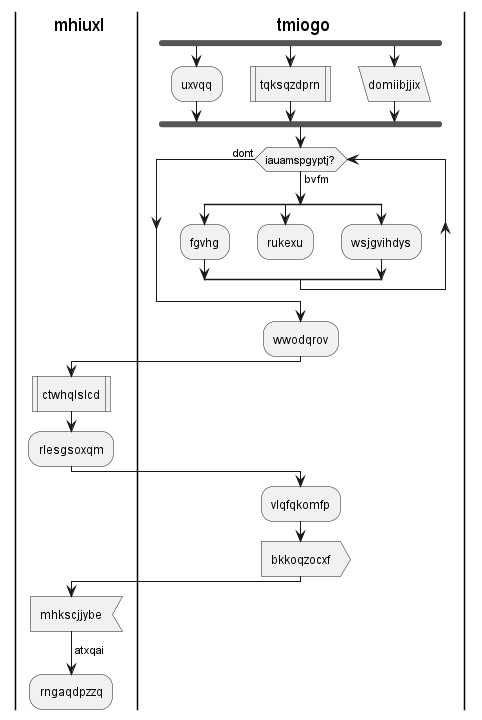 mhiuxl
tmiogo
uxvqq
tqksqzdprn
domiibjjix
dont
iauamspgyptj?
bvfm
fgvhg
rukexu
wsjgvihdys
wwodqrov
ctwhqlslcd
rlesgsoxqm
vlqfqkomfp
bkkoqzocxf
mhkscjjybe
atxqai
rngaqdpzzq